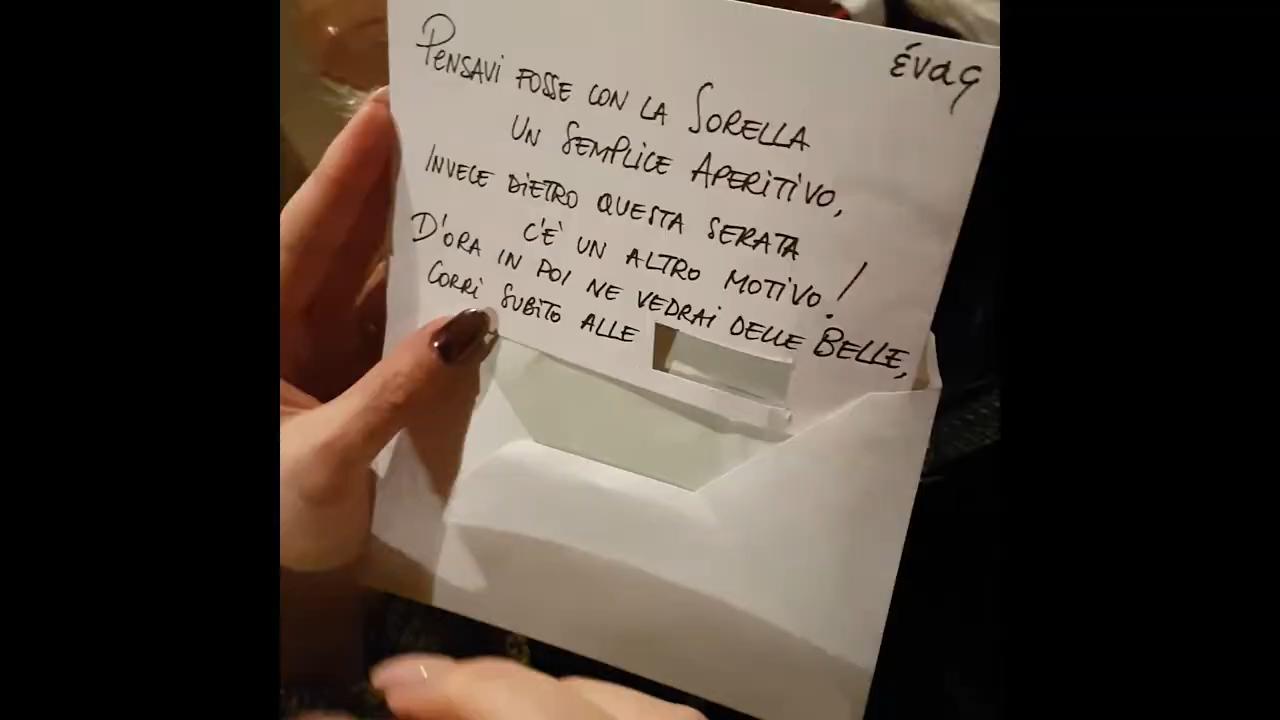 évaç
PENSAVI FOSSE CON LA SORELLA
UN SEMPLICE APERITIVO,
INVECE DIETRO QUESTA SERATA
C'È UN ALTRO MOTIVO!
D'ORA IN POI NE VEDRAI DELLE BELLE,
CORRI SUBITO ALLE